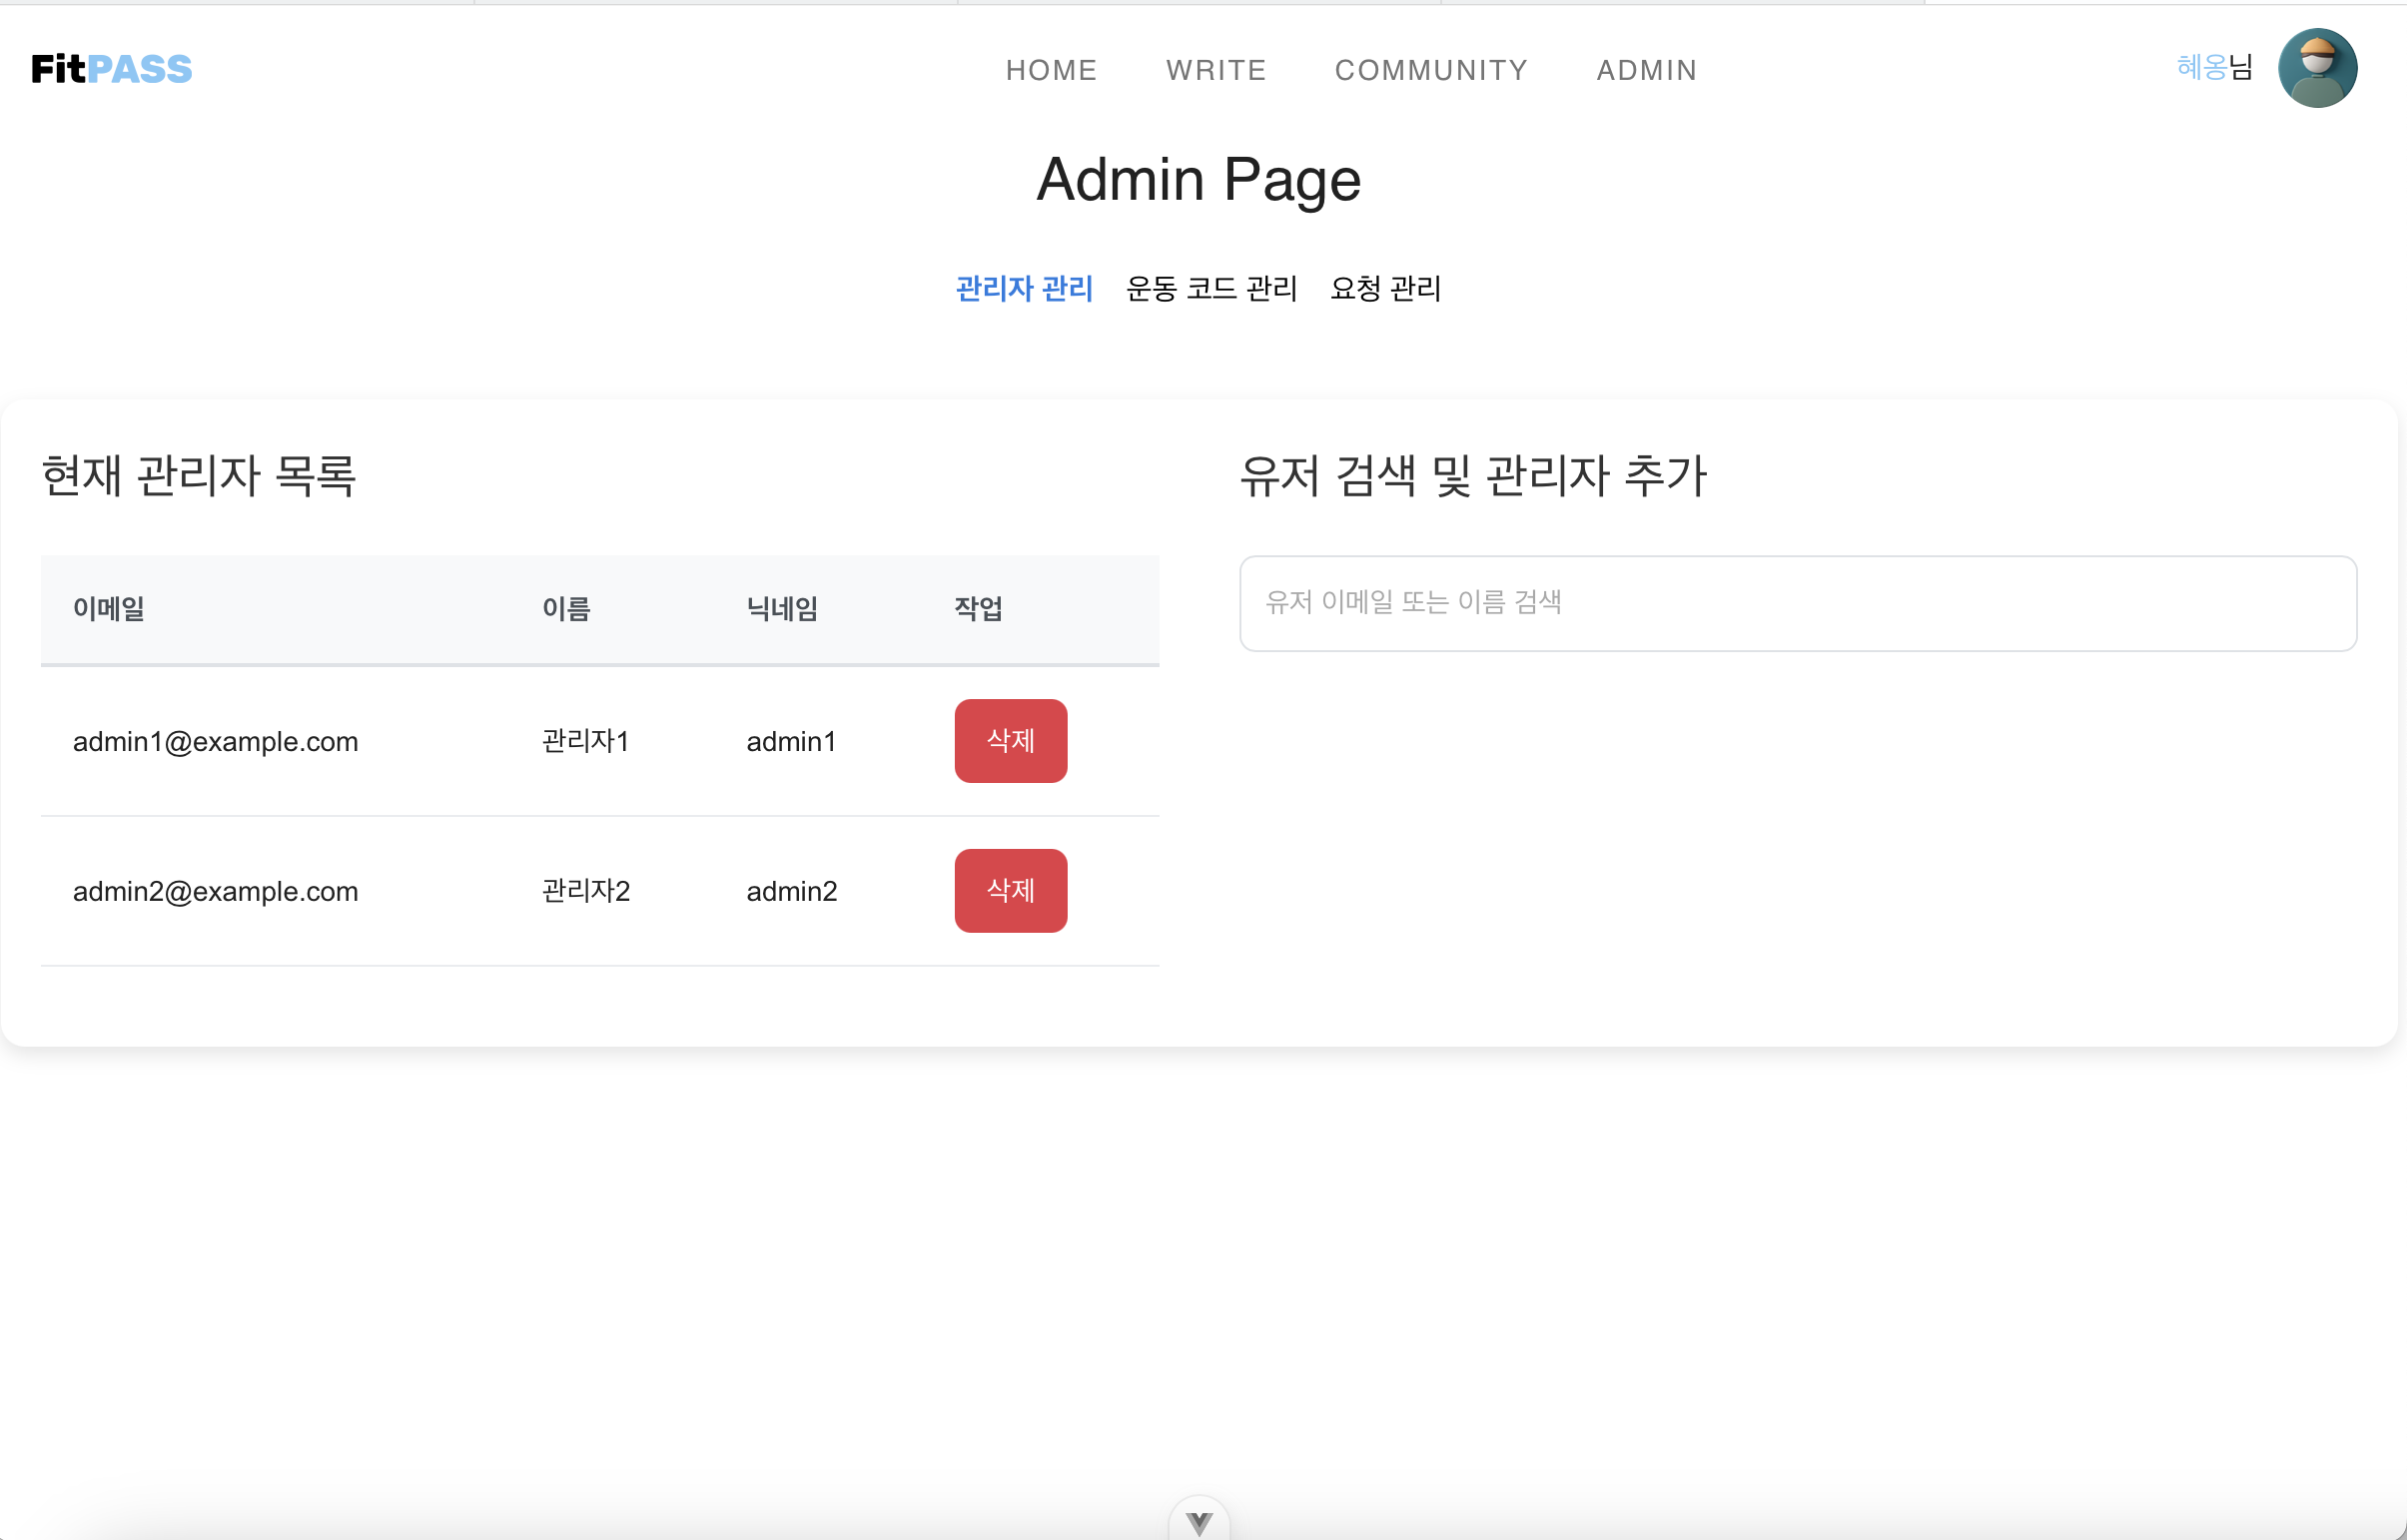 FitPASS HOME WRITE COMMUNITY ADMIN 혜옹님
Admin Page
관리자 관리 운동 코드 관리 요청 관리
현재 관리자 목록
이메일 이름 닉네임 작업
admin1@example.com 관리자1 admin1 삭제
admin2@example.com 관리자2 admin2 삭제
유저 검색 및 관리자 추가
유저 이메일 또는 이름 검색